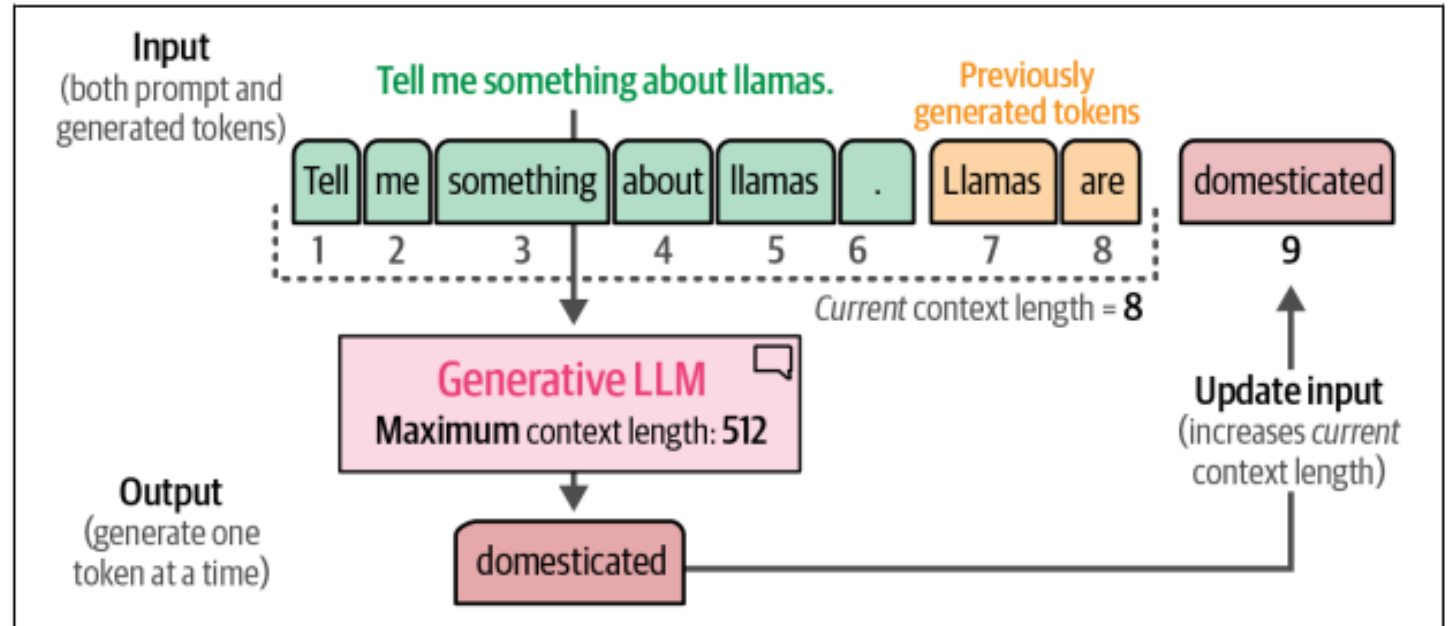 Input
(both prompt and
generated tokens)
Tell me something about llamas.
Previously
generated tokens
Tell me something about llamas . Llamas are domesticated
1 2 3 4 5 6 7 8 9
Current context length = 8
Generative LLM
Maximum context length: 512
Update input
(increases current
context length)
Output
(generate one
token at a time)
domesticated